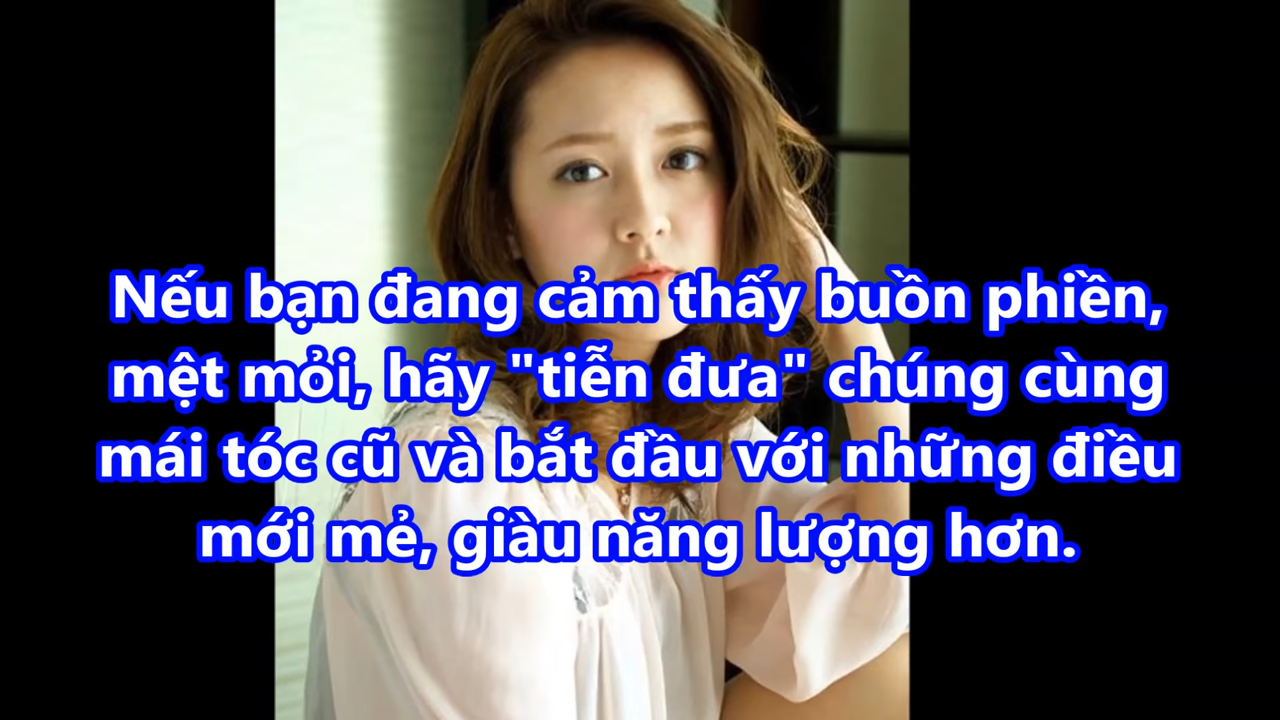 Nếu bạn đang cảm thấy buồn phiền,
mệt mỏi, hãy "tiễn đưa" chúng cùng
mái tóc cũ và bắt đầu với những điều
mới mẻ, giàu năng lượng hơn.